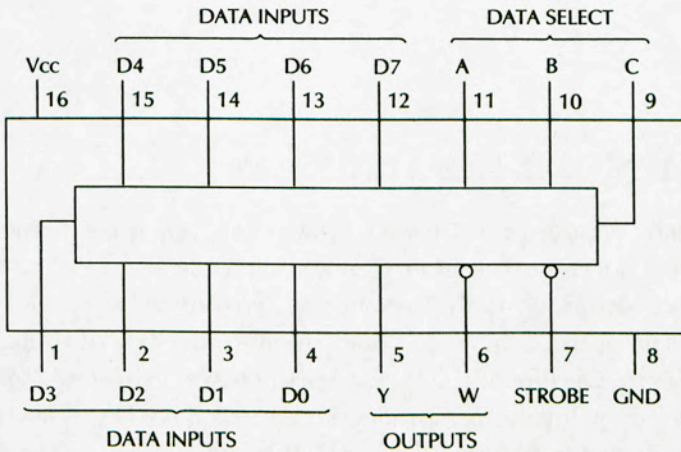 DATA INPUTS DATA SELECT
Vcc D4 D5 D6 D7 A B C
16 15 14 13 12 11 10 9
1 2 3 4 5 6 7 8
D3 D2 D1 D0 Y W STROBE GND
DATA INPUTS OUTPUTS